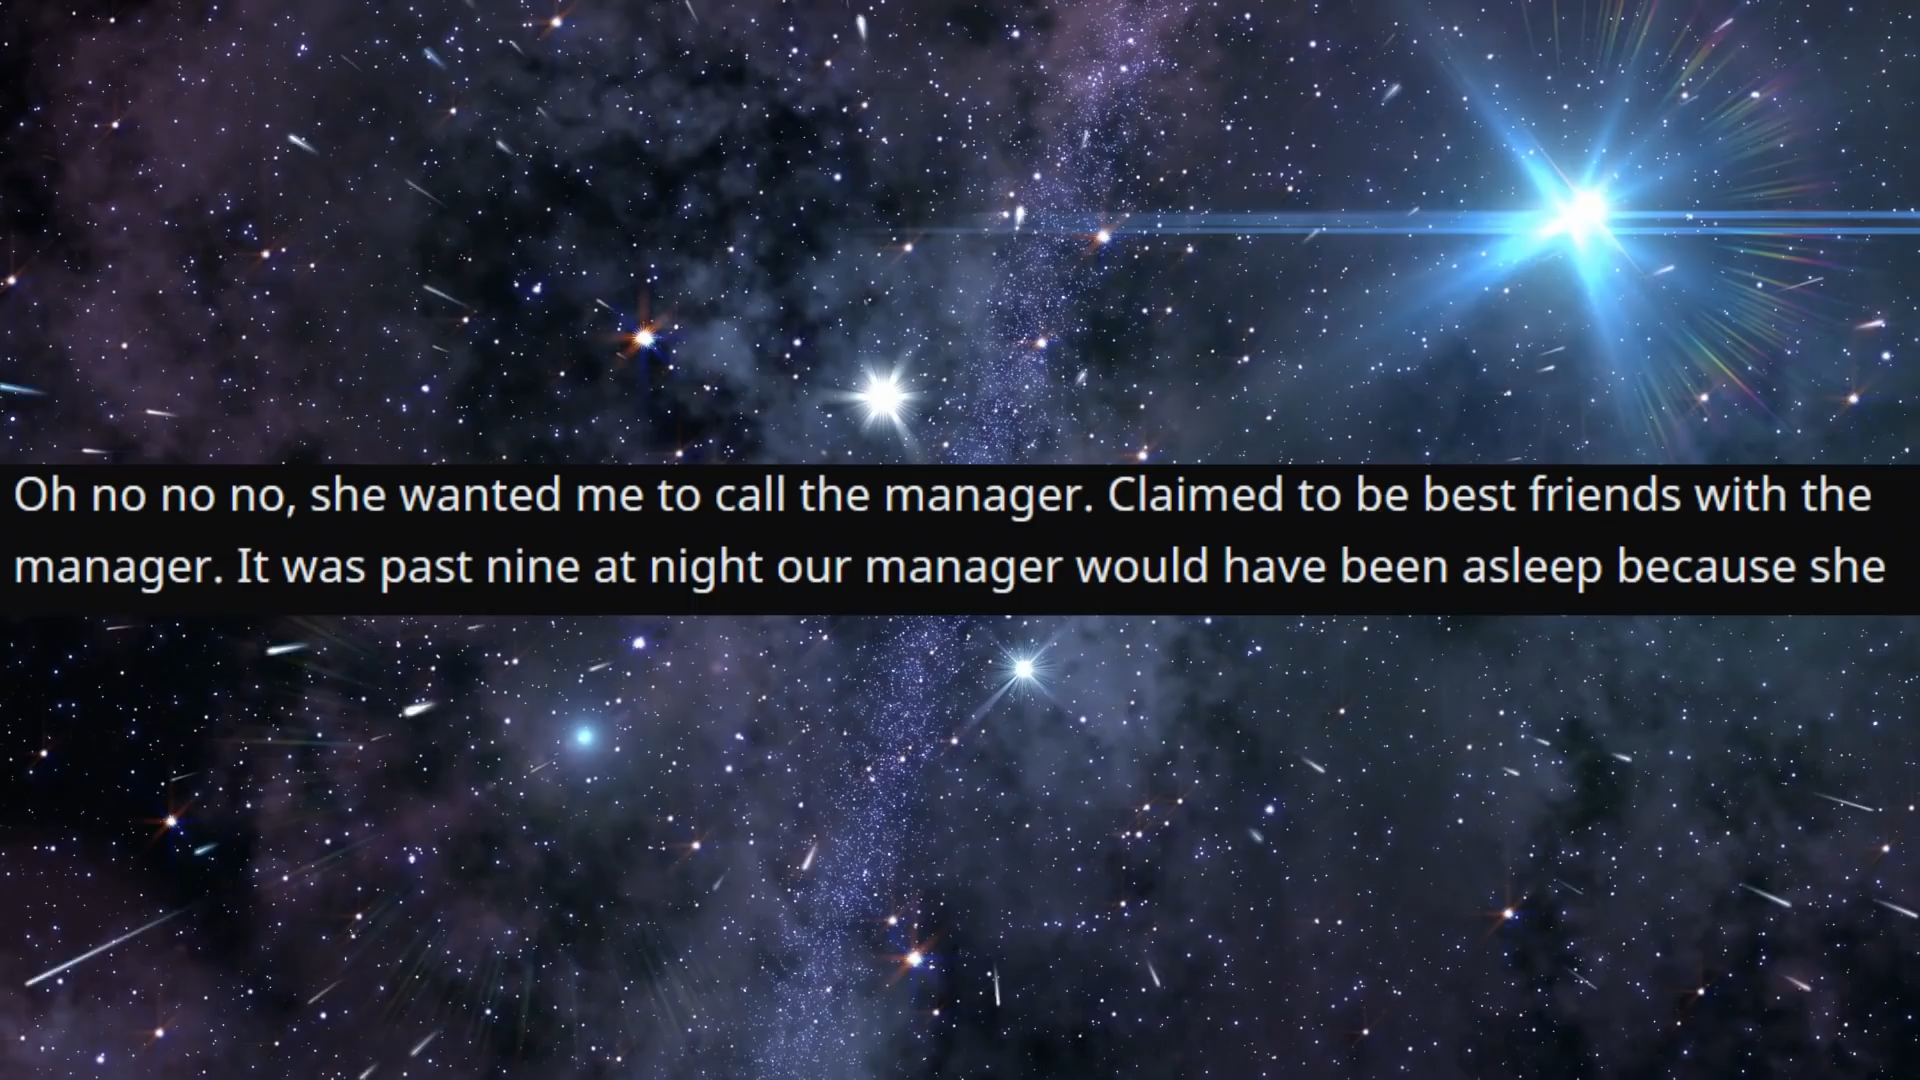 Oh no no no, she wanted me to call the manager. Claimed to be best friends with the
manager. It was past nine at night our manager would have been asleep because she